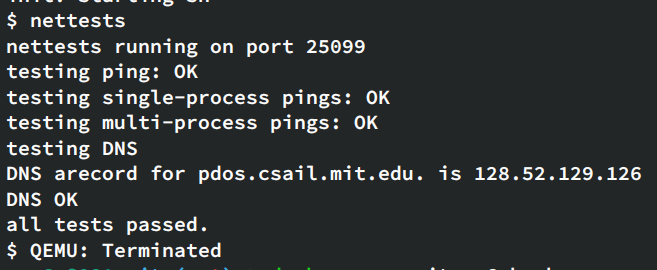 $ nettests
nettests running on port 25099
testing ping: OK
testing single-process pings: OK
testing multi-process pings: OK
testing DNS
DNS arecord for pdos.csail.mit.edu. is 128.52.129.126
DNS OK
all tests passed.
$ QEMU: Terminated